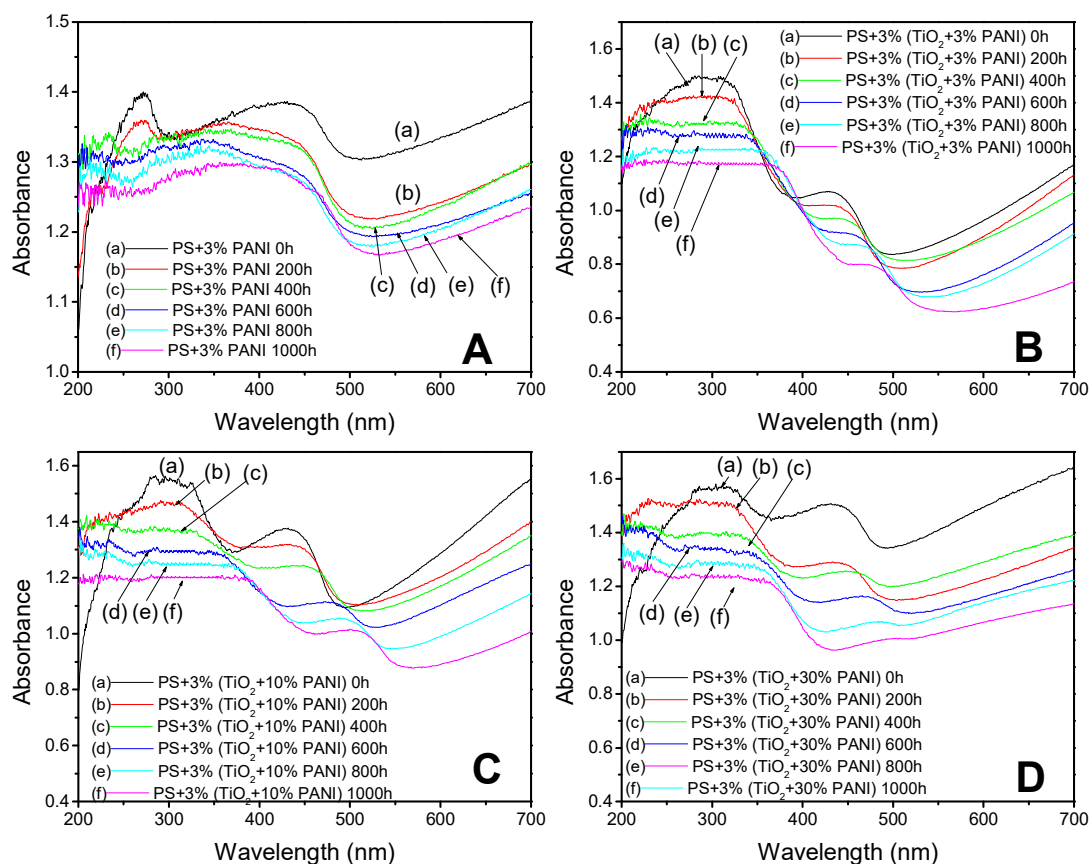 1.5
1.4
1.3
1.2
1.1
1.0
Absorbance
(a)
(b)
(c) (d) (e) (f)
(a) PS+3% PANI 0h
(b) PS+3% PANI 200h
(c) PS+3% PANI 400h
(d) PS+3% PANI 600h
(e) PS+3% PANI 800h
(f) PS+3% PANI 1000h
A
200 300 400 500 600 700
Wavelength (nm)
1.6
1.4
1.2
1.0
0.8
0.6
0.4
Absorbance
(a) (b) (c)
(d)
(e)
(f)
(a) PS+3% (TiO₂+3% PANI) 0h
(b) PS+3% (TiO₂+3% PANI) 200h
(c) PS+3% (TiO₂+3% PANI) 400h
(d) PS+3% (TiO₂+3% PANI) 600h
(e) PS+3% (TiO₂+3% PANI) 800h
(f) PS+3% (TiO₂+3% PANI) 1000h
B
200 300 400 500 600 700
Wavelength (nm)
1.6
1.4
1.2
1.0
0.8
0.6
0.4
Absorbance
(a) (b) (c)
(d) (e) (f)
(a) PS+3% (TiO₂+10% PANI) 0h
(b) PS+3% (TiO₂+10% PANI) 200h
(c) PS+3% (TiO₂+10% PANI) 400h
(d) PS+3% (TiO₂+10% PANI) 600h
(e) PS+3% (TiO₂+10% PANI) 800h
(f) PS+3% (TiO₂+10% PANI) 1000h
C
200 300 400 500 600 700
Wavelength (nm)
1.6
1.4
1.2
1.0
0.8
0.6
0.4
Absorbance
(a) (b) (c)
(d) (e) (f)
(a) PS+3% (TiO₂+30% PANI) 0h
(b) PS+3% (TiO₂+30% PANI) 200h
(c) PS+3% (TiO₂+30% PANI) 400h
(d) PS+3% (TiO₂+30% PANI) 600h
(e) PS+3% (TiO₂+30% PANI) 800h
(f) PS+3% (TiO₂+30% PANI) 1000h
D
200 300 400 500 600 700
Wavelength (nm)